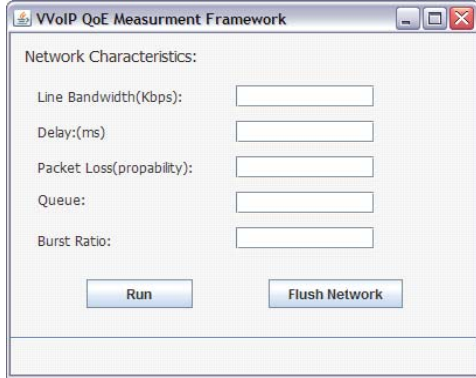 VVoIP QoE Measurment Framework
Network Characteristics:
Line Bandwidth(Kbps):
Delay:(ms)
Packet Loss(propability):
Queue:
Burst Ratio:
Run Flush Network